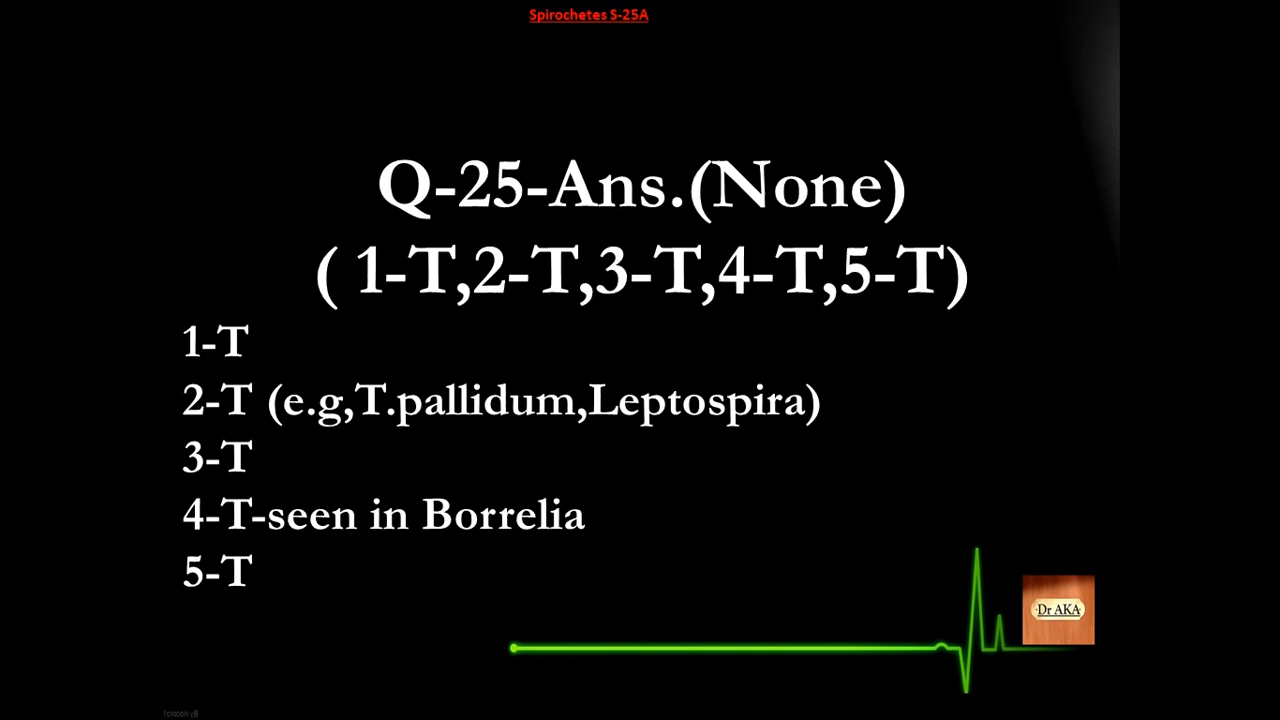 Spirochetes S-25A
Q-25-Ans.(None)
( 1-T,2-T,3-T,4-T,5-T)
1-T
2-T (e.g,T.pallidum,Leptospira)
3-T
4-T-seen in Borrelia
5-T
Dr AKA